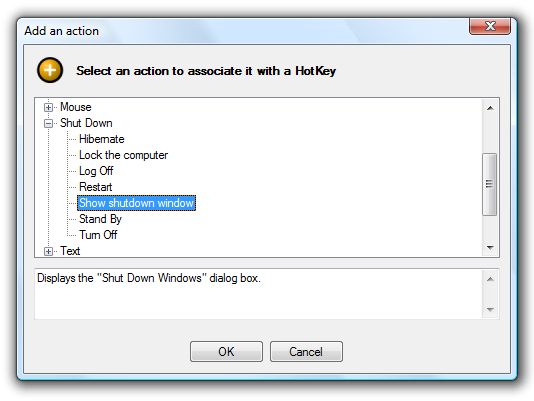 Add an action
Select an action to associate it with a HotKey
Mouse
Shut Down
Hibernate
Lock the computer
Log Off
Restart
Show shutdown window
Stand By
Turn Off
Text
Displays the "Shut Down Windows" dialog box.
OK
Cancel